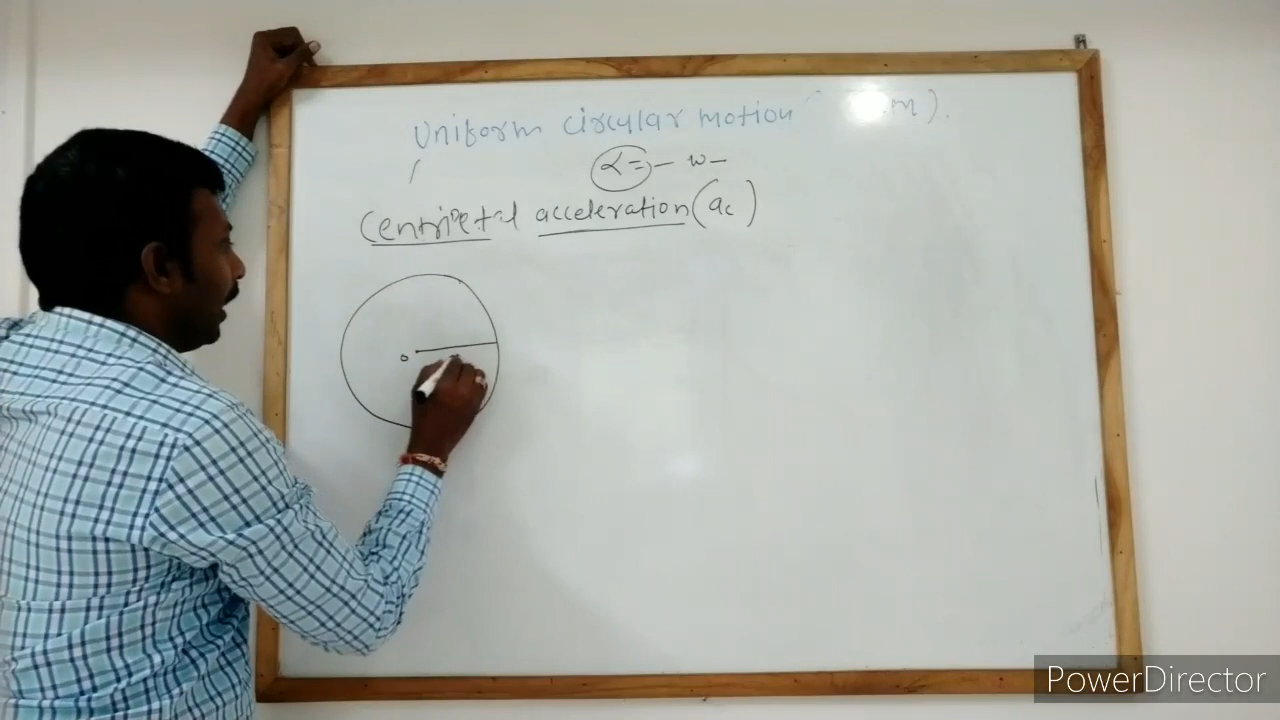 Uniform circular motion ( m).
α = - w -
Centripetal acceleration (ac)
o
PowerDirector